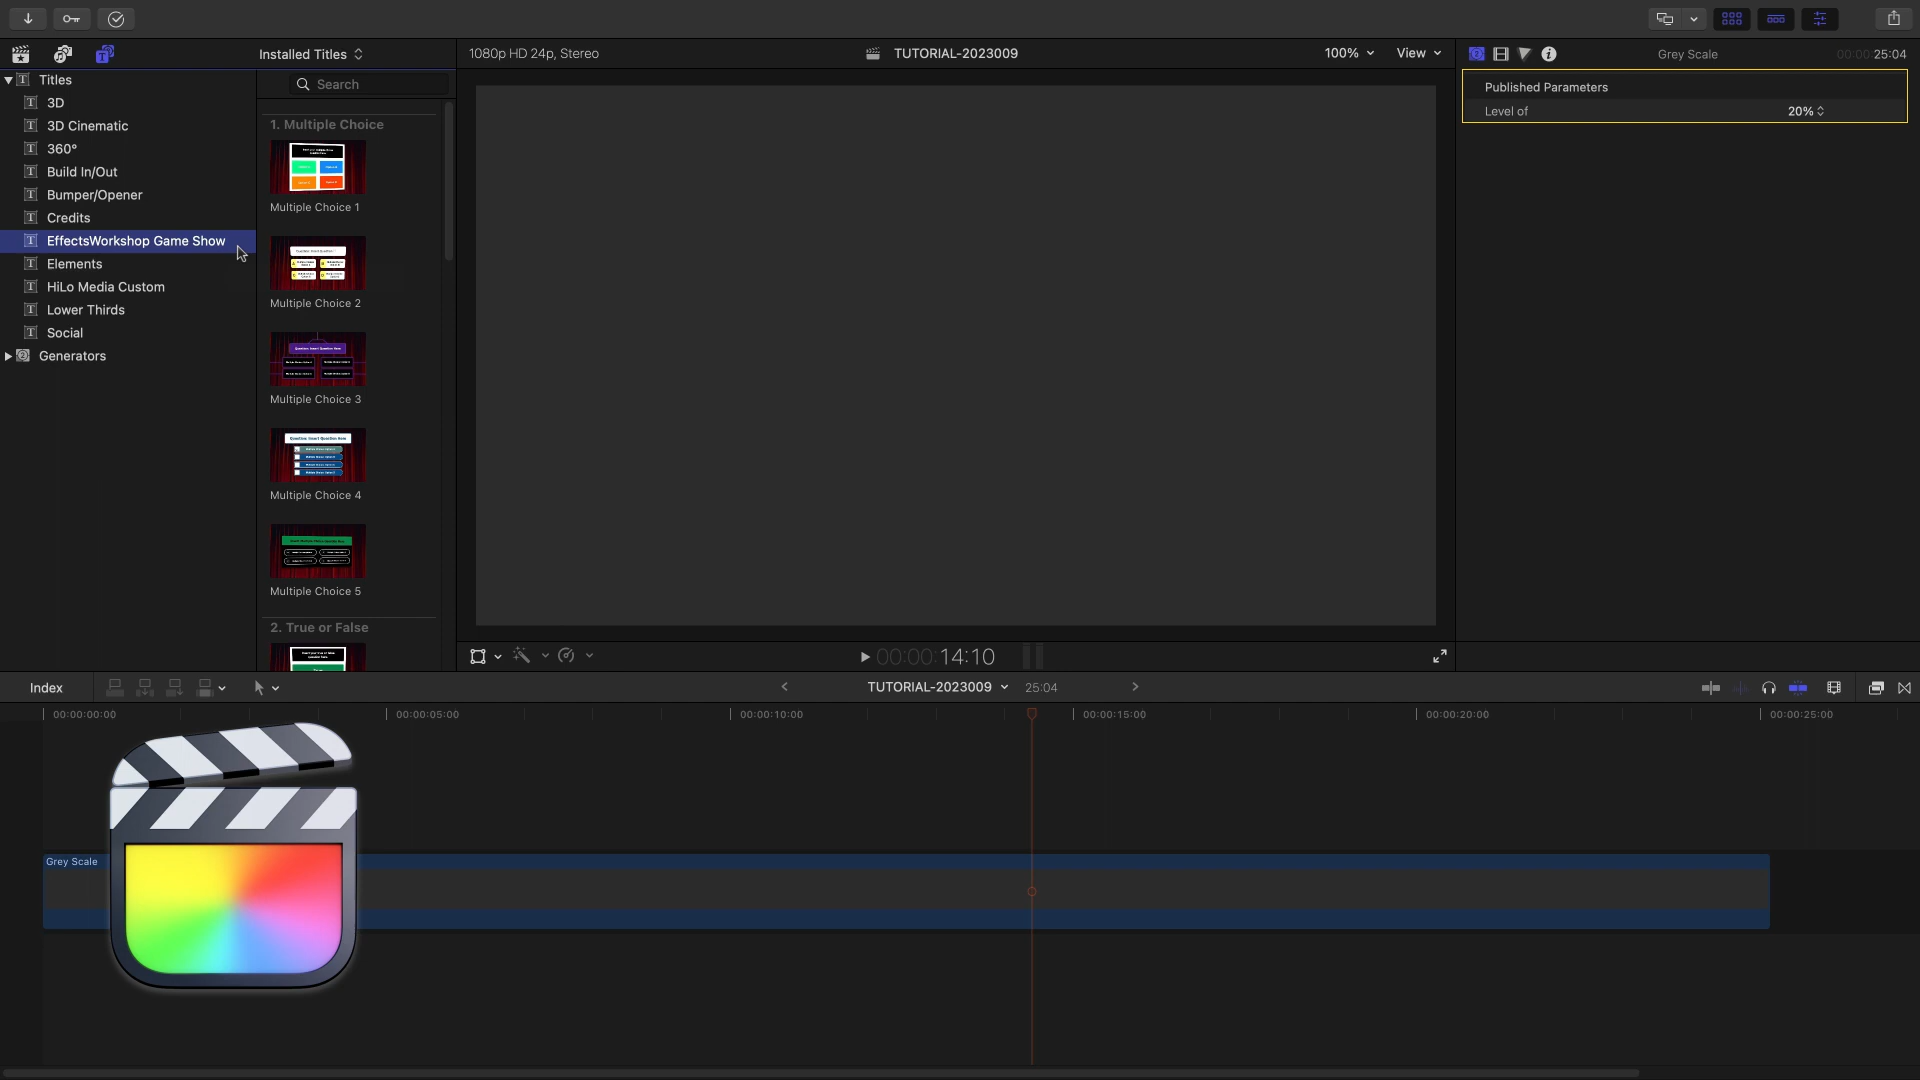 Installed Titles
1080p HD 24p, Stereo
TUTORIAL-2023009
100%
View
Grey Scale
00:00:25:04
Titles
3D
3D Cinematic
360°
Build In/Out
Bumper/Opener
Credits
EffectsWorkshop Game Show
Elements
HiLo Media Custom
Lower Thirds
Social
Generators
Search
1. Multiple Choice
Multiple Choice 1
Multiple Choice 2
Multiple Choice 3
Multiple Choice 4
Multiple Choice 5
2. True or False
Published Parameters
Level of
20%
00:00:14:10
Index
TUTORIAL-2023009
25:04
00:00:00:00
00:00:05:00
00:00:10:00
00:00:15:00
00:00:20:00
00:00:25:00
Grey Scale